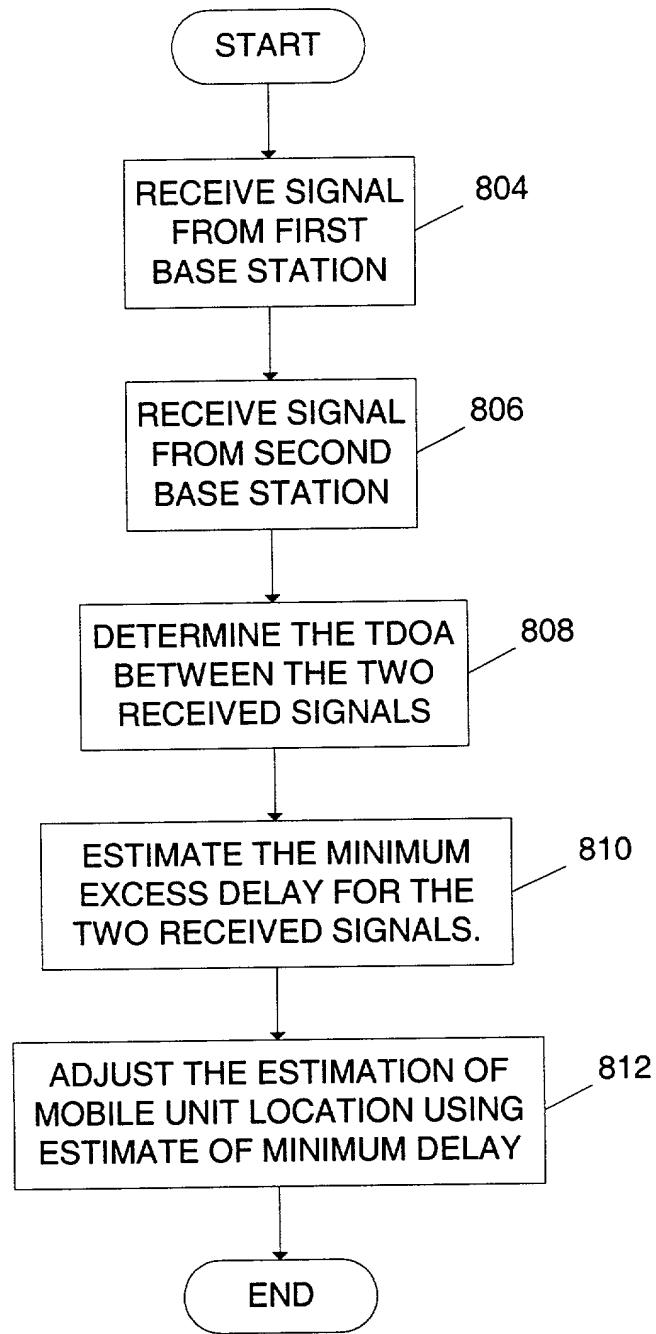 START
RECEIVE SIGNAL
FROM FIRST
BASE STATION
804
RECEIVE SIGNAL
FROM SECOND
BASE STATION
806
DETERMINE THE TDOA
BETWEEN THE TWO
RECEIVED SIGNALS
808
ESTIMATE THE MINIMUM
EXCESS DELAY FOR THE
TWO RECEIVED SIGNALS.
810
ADJUST THE ESTIMATION OF
MOBILE UNIT LOCATION USING
ESTIMATE OF MINIMUM DELAY
812
END